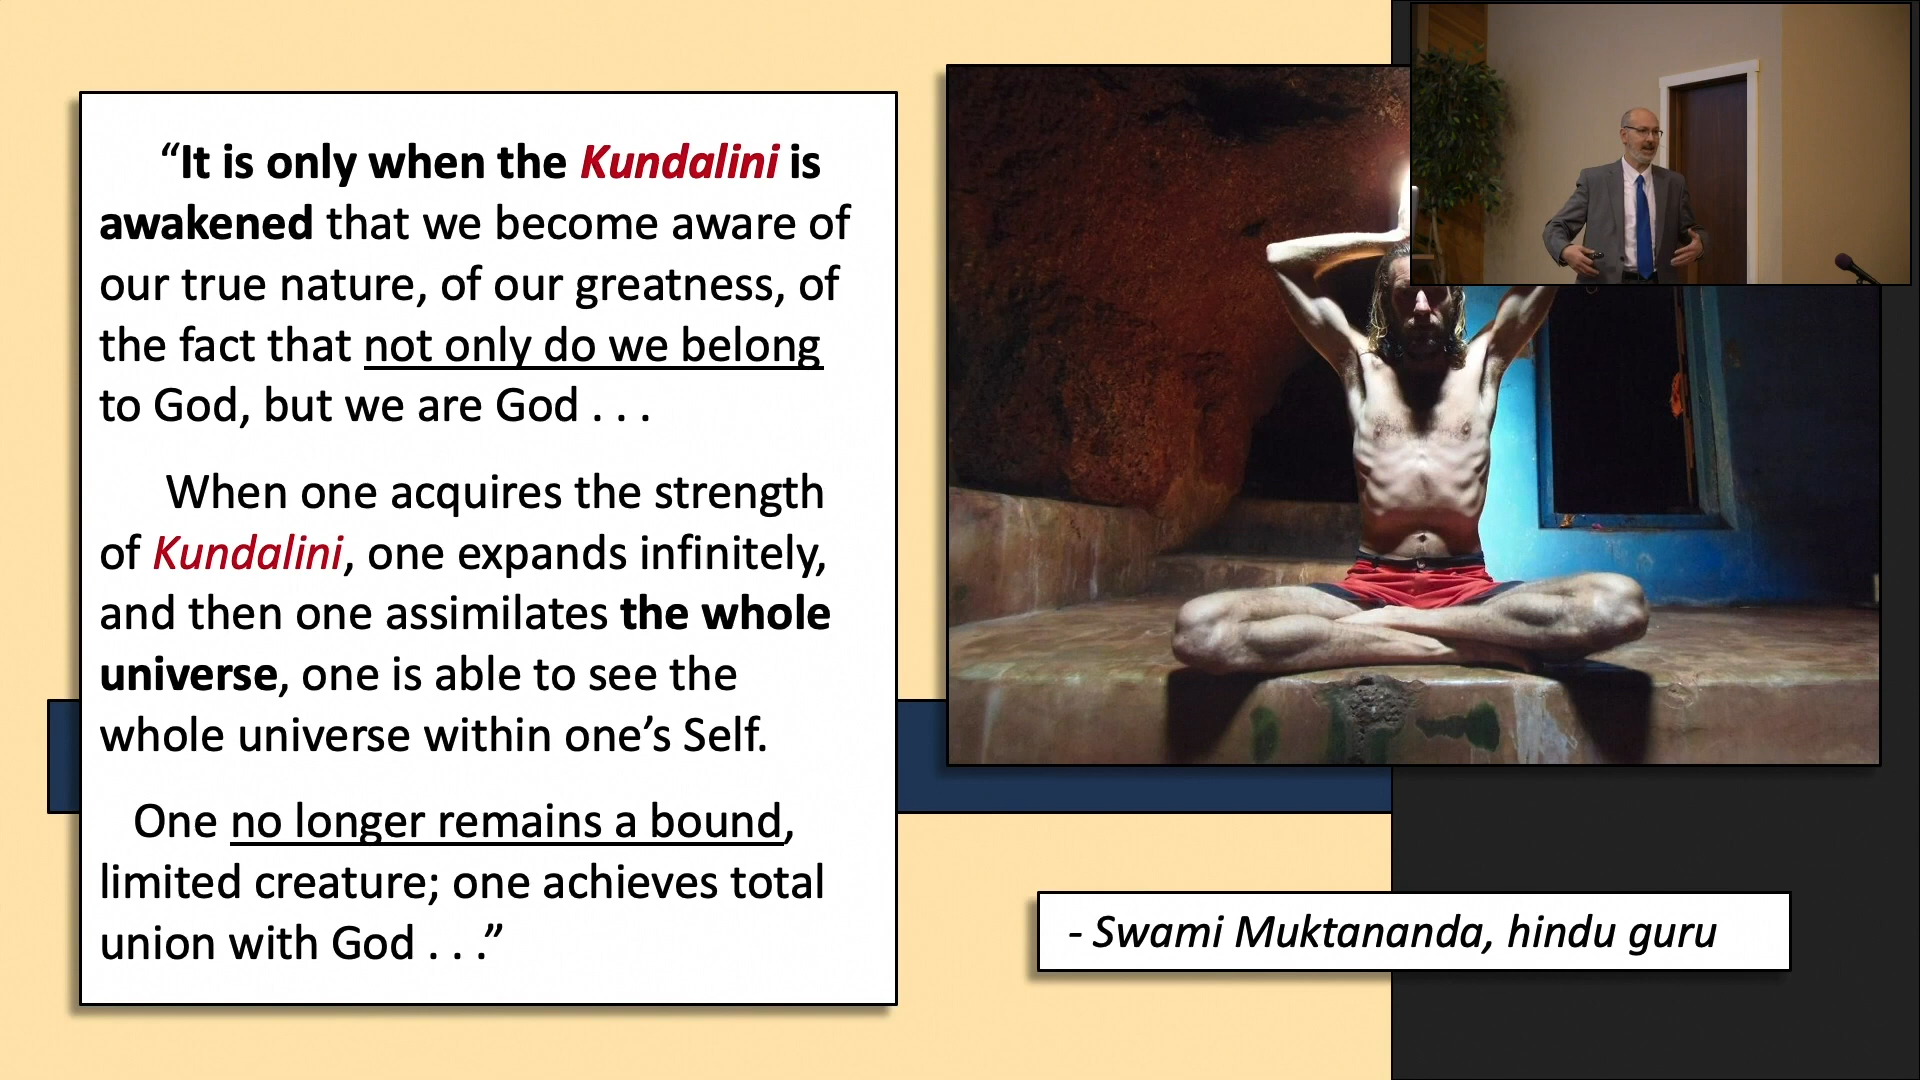 “It is only when the Kundalini is
awakened that we become aware of
our true nature, of our greatness, of
the fact that not only do we belong
to God, but we are God . . .
When one acquires the strength
of Kundalini, one expands infinitely,
and then one assimilates the whole
universe, one is able to see the
whole universe within one’s Self.
One no longer remains a bound,
limited creature; one achieves total
union with God . . .”
- Swami Muktananda, hindu guru